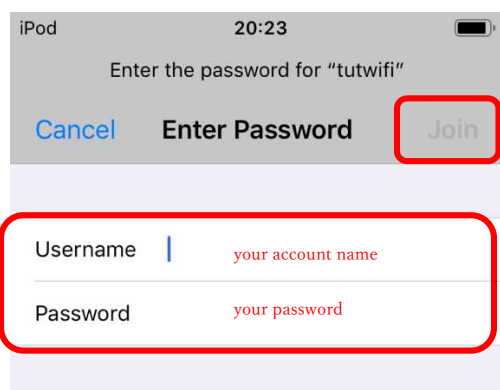 iPod 20:23
Enter the password for “tutwifi”
Cancel Enter Password Join
Username your account name
Password your password